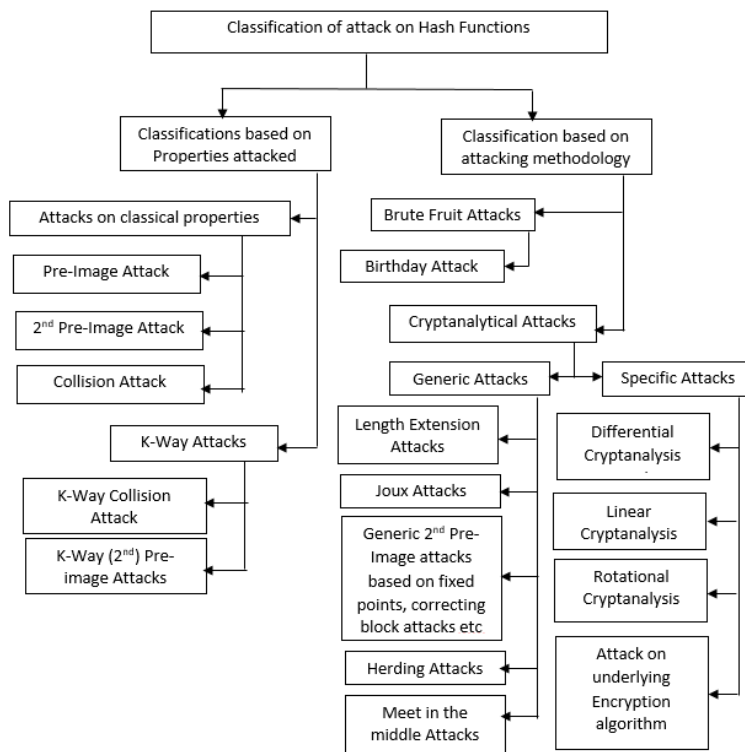 Classification of attack on Hash Functions
Classifications based on
Properties attacked
Classification based on
attacking methodology
Attacks on classical properties
Pre-Image Attack
2nd Pre-Image Attack
Collision Attack
K-Way Attacks
K-Way Collision
Attack
K-Way (2nd) Pre-
image Attacks
Brute Fruit Attacks
Birthday Attack
Cryptanalytical Attacks
Generic Attacks
Length Extension
Attacks
Joux Attacks
Generic 2nd Pre-
Image attacks
based on fixed
points, correcting
block attacks etc
Herding Attacks
Meet in the
middle Attacks
Specific Attacks
Differential
Cryptanalysis
Linear
Cryptanalysis
Rotational
Cryptanalysis
Attack on
underlying
Encryption
algorithm